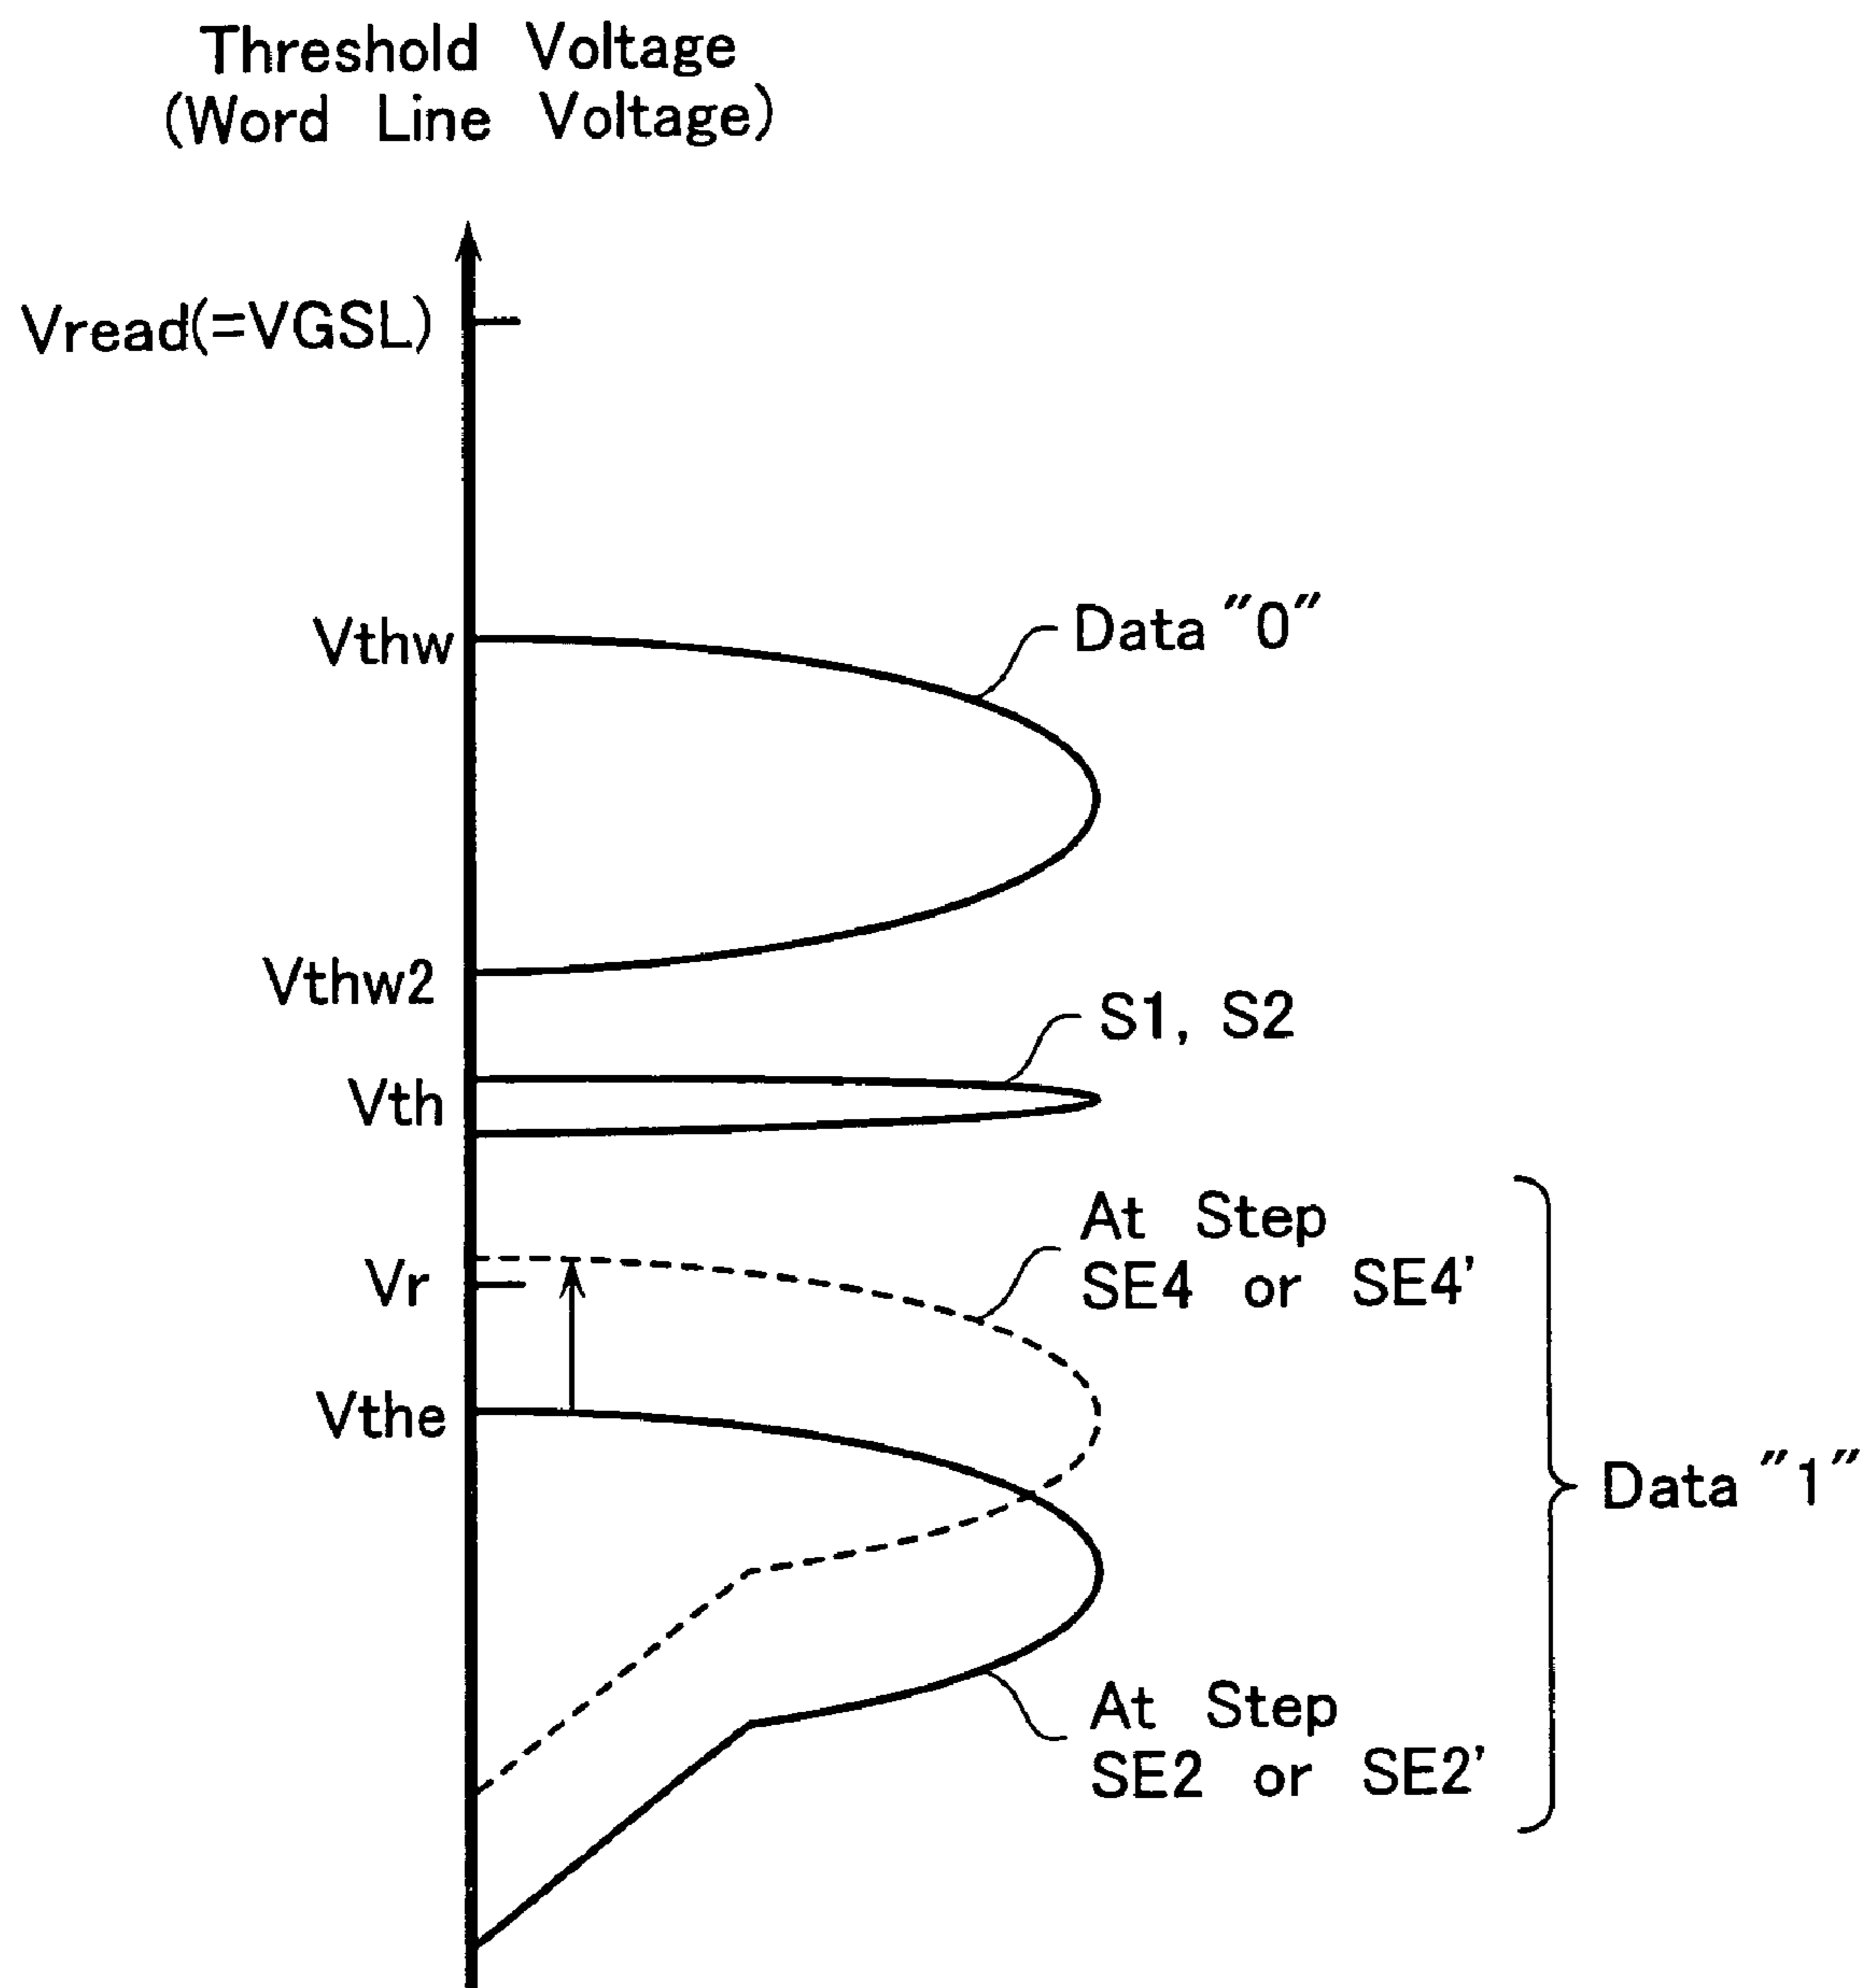 Threshold Voltage
(Word Line Voltage)
Vread(=VGSL)
Vthw
Data "0"
Vthw2
S1, S2
Vth
At Step
SE4 or SE4'
Vr
Vthe
Data "1"
At Step
SE2 or SE2'